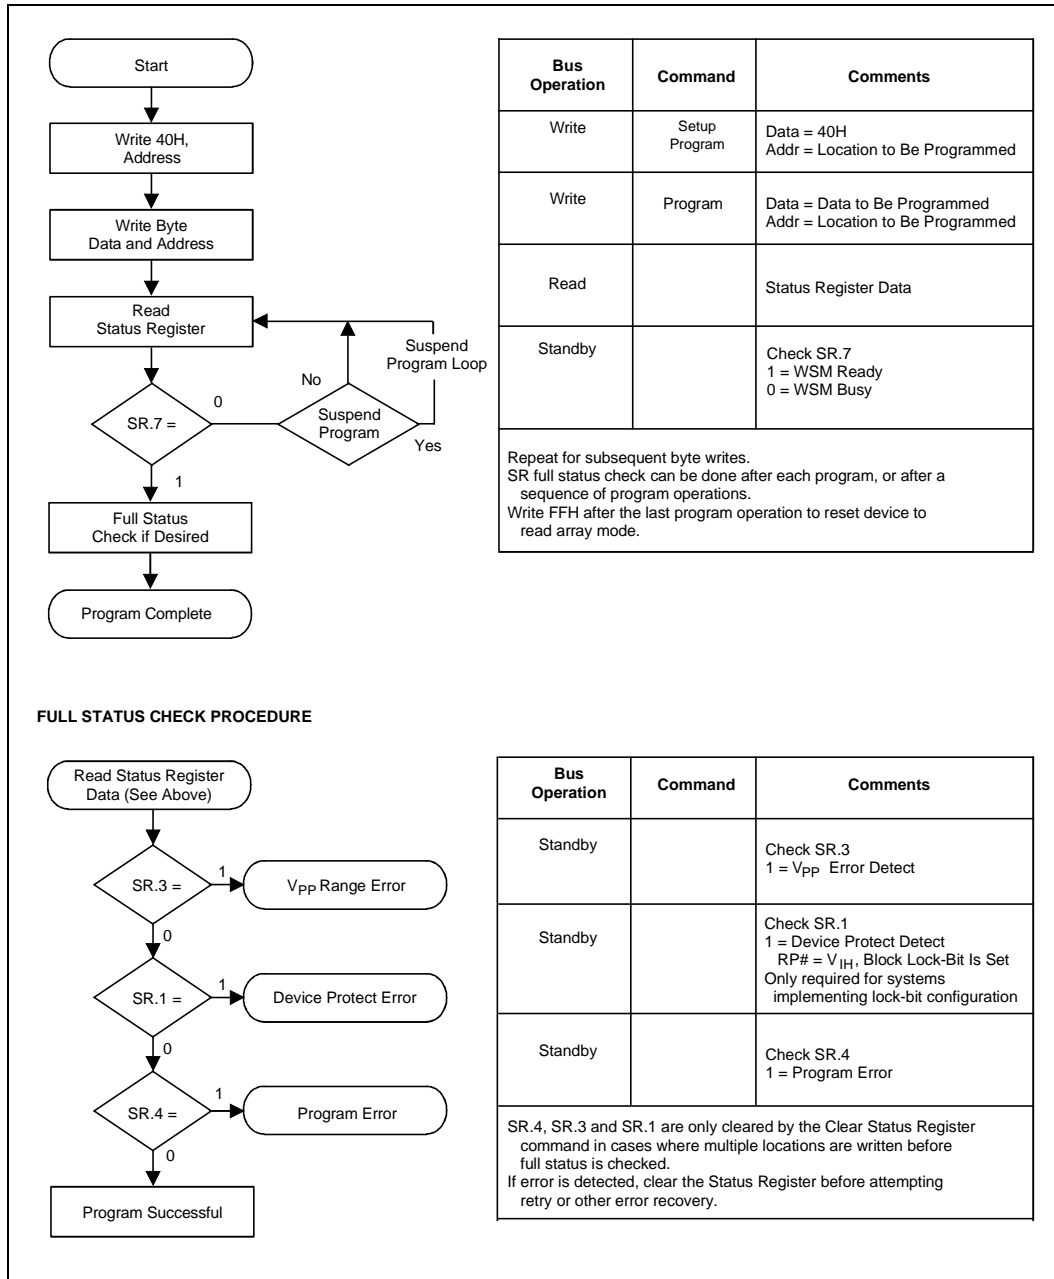 Start
Write 40H,
Address
Write Byte
Data and Address
Read
Status Register
SR.7 =
0
1
No
Suspend
Program
Yes
Suspend
Program Loop
Full Status
Check if Desired
Program Complete
Bus
Operation
Command
Comments
Write
Setup
Program
Data = 40H
Addr = Location to Be Programmed
Write
Program
Data = Data to Be Programmed
Addr = Location to Be Programmed
Read
Status Register Data
Standby
Check SR.7
1 = WSM Ready
0 = WSM Busy
Repeat for subsequent byte writes.
SR full status check can be done after each program, or after a
sequence of program operations.
Write FFH after the last program operation to reset device to
read array mode.
FULL STATUS CHECK PROCEDURE
Read Status Register
Data (See Above)
SR.3 =
1
VPP Range Error
0
SR.1 =
1
Device Protect Error
0
SR.4 =
1
Program Error
0
Program Successful
Bus
Operation
Command
Comments
Standby
Check SR.3
1 = VPP Error Detect
Standby
Check SR.1
1 = Device Protect Detect
RP# = VIH, Block Lock-Bit Is Set
Only required for systems
implementing lock-bit configuration
Standby
Check SR.4
1 = Program Error
SR.4, SR.3 and SR.1 are only cleared by the Clear Status Register
command in cases where multiple locations are written before
full status is checked.
If error is detected, clear the Status Register before attempting
retry or other error recovery.